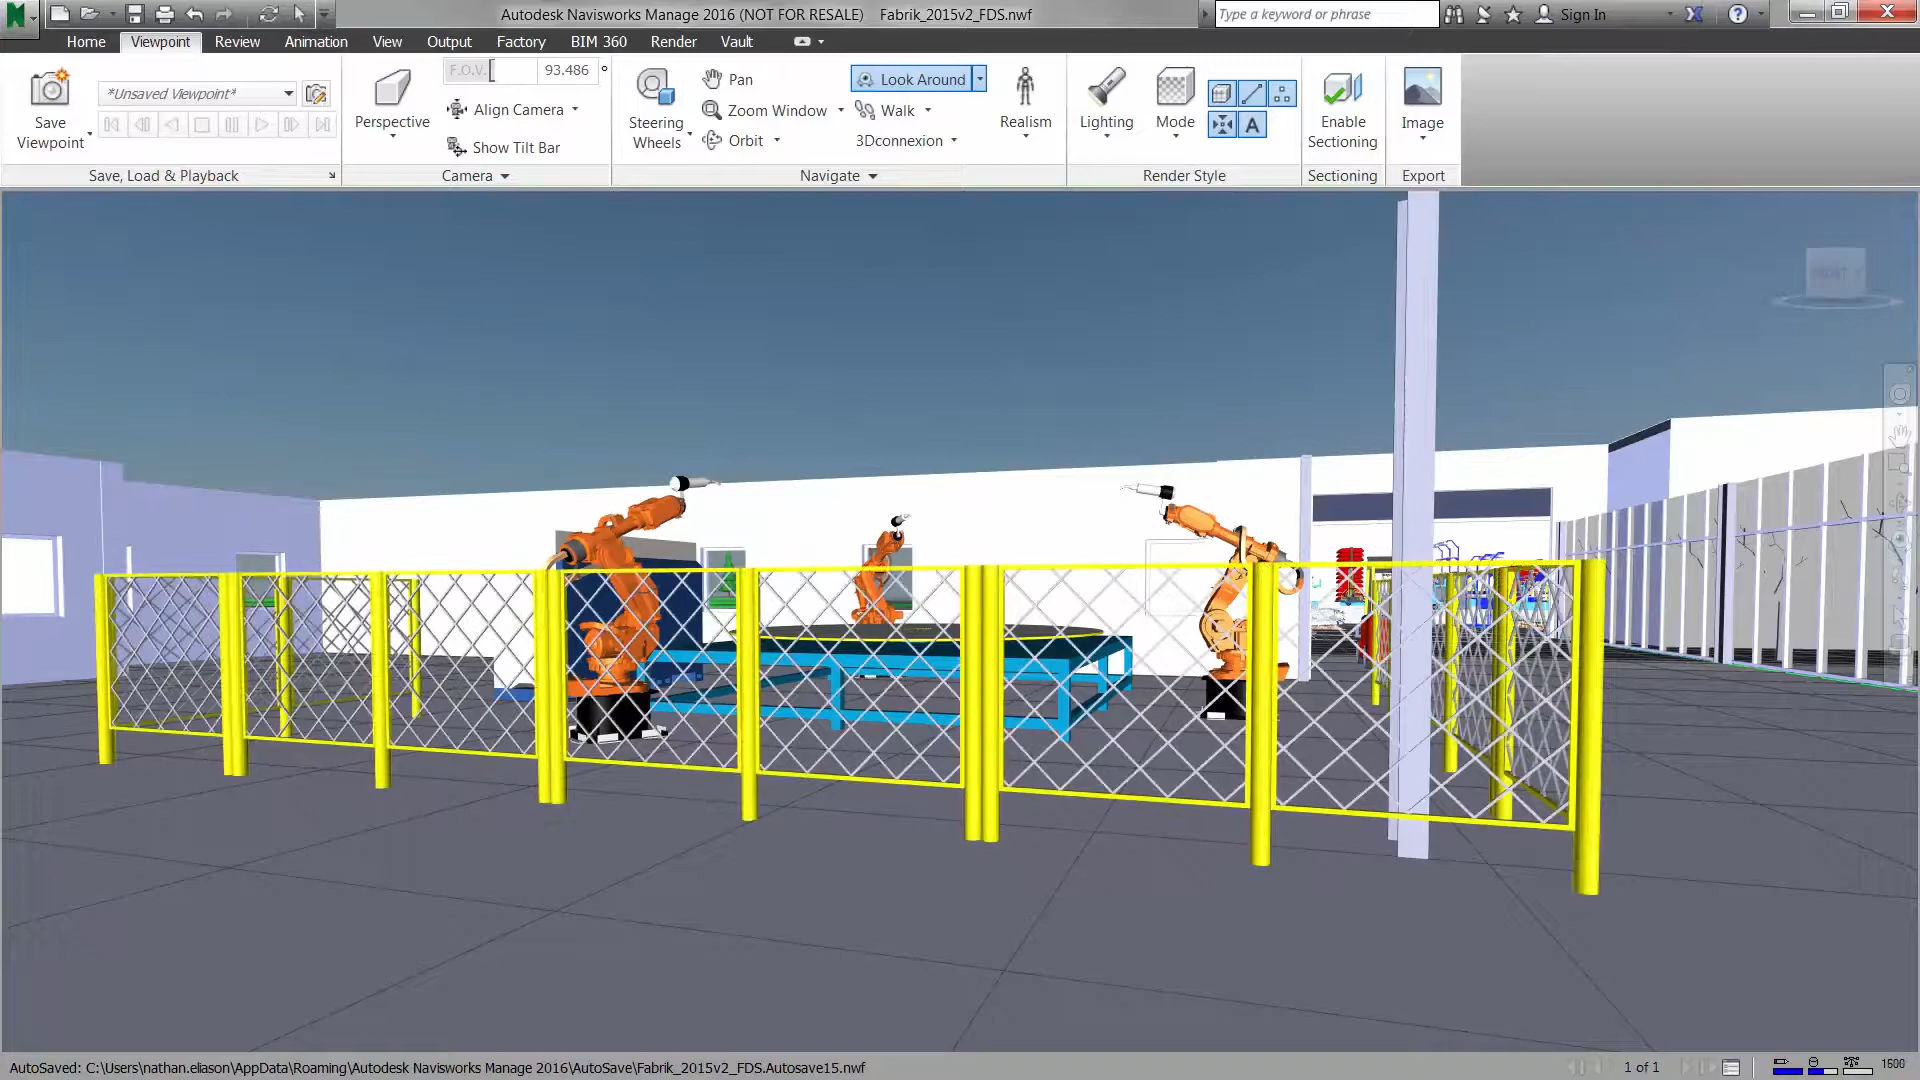 Autodesk Navisworks Manage 2016 (NOT FOR RESALE) Fabrik_2015v2_FDS.nwf
Type a keyword or phrase
Sign In
Home Viewpoint Review Animation View Output Factory BIM 360 Render Vault
Save Viewpoint
*Unsaved Viewpoint*
Save, Load & Playback
Perspective
F.O.V. 93.486
Align Camera
Show Tilt Bar
Camera
Steering Wheels
Pan
Zoom Window
Orbit
Look Around
Walk
3Dconnexion
Realism
Navigate
Lighting
Mode
A
Render Style
Enable Sectioning
Sectioning
Image
Export
AutoSaved: C:\Users\nathan.eliason\AppData\Roaming\Autodesk Navisworks Manage 2016\AutoSave\Fabrik_2015v2_FDS.Autosave15.nwf
1 of 1
1500